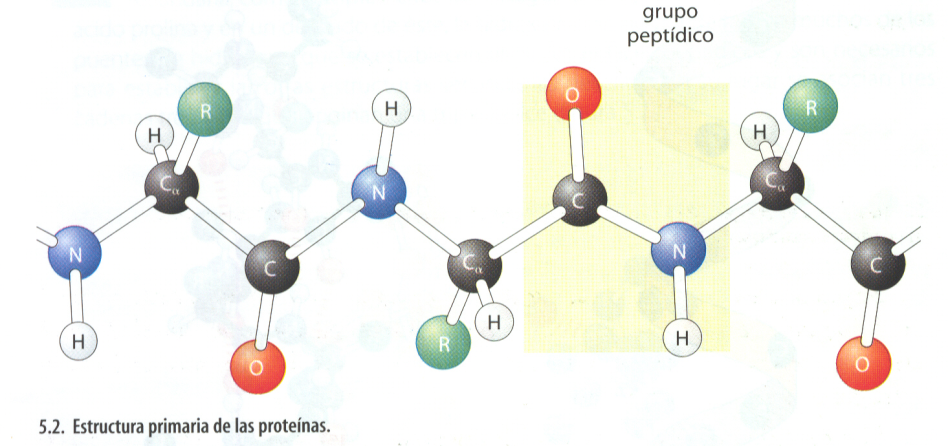 grupo
peptídico
O
R
H
R
H
H
Cα
N
C
Cα
N
C
Cα
N
C
H
R
H
H
O
O
5.2. Estructura primaria de las proteínas.